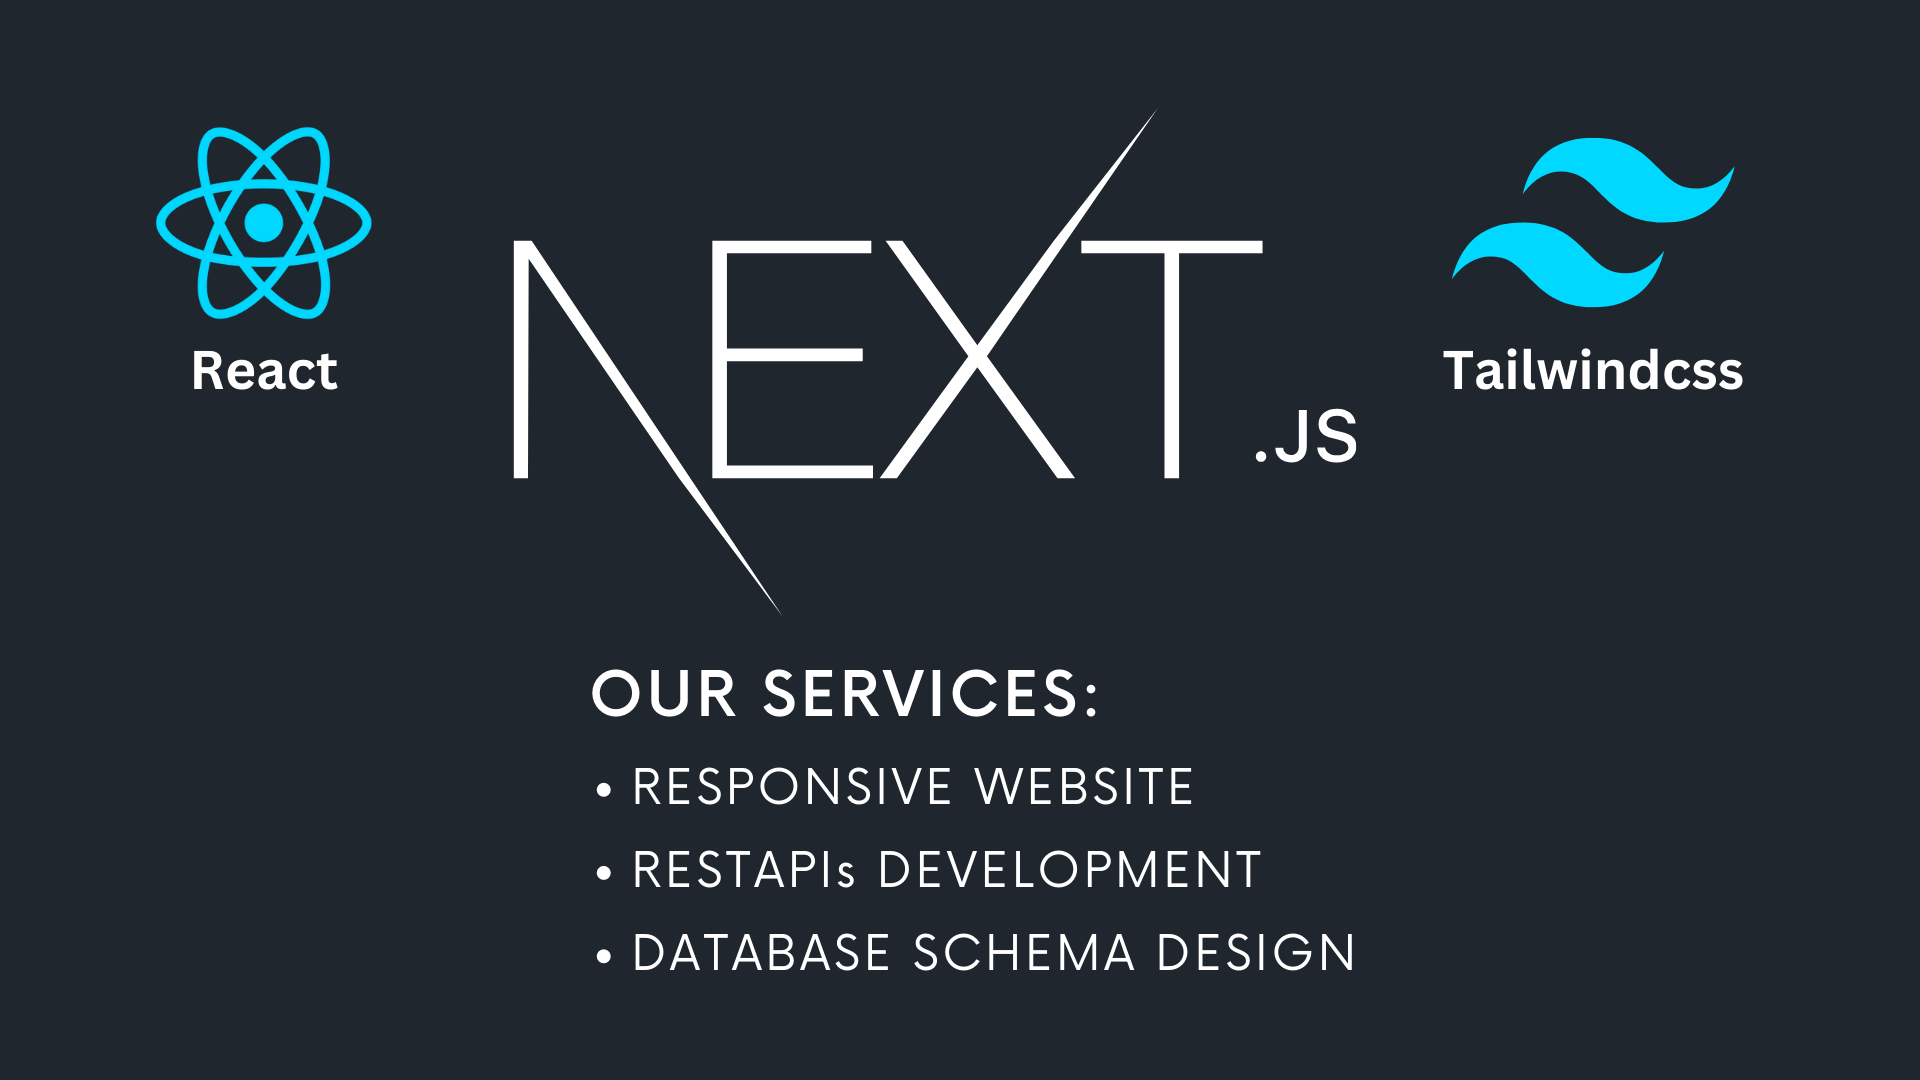 NEXT
.JS
React
Tailwindcss
OUR SERVICES:
• RESPONSIVE WEBSITE
• RESTAPIs DEVELOPMENT
• DATABASE SCHEMA DESIGN